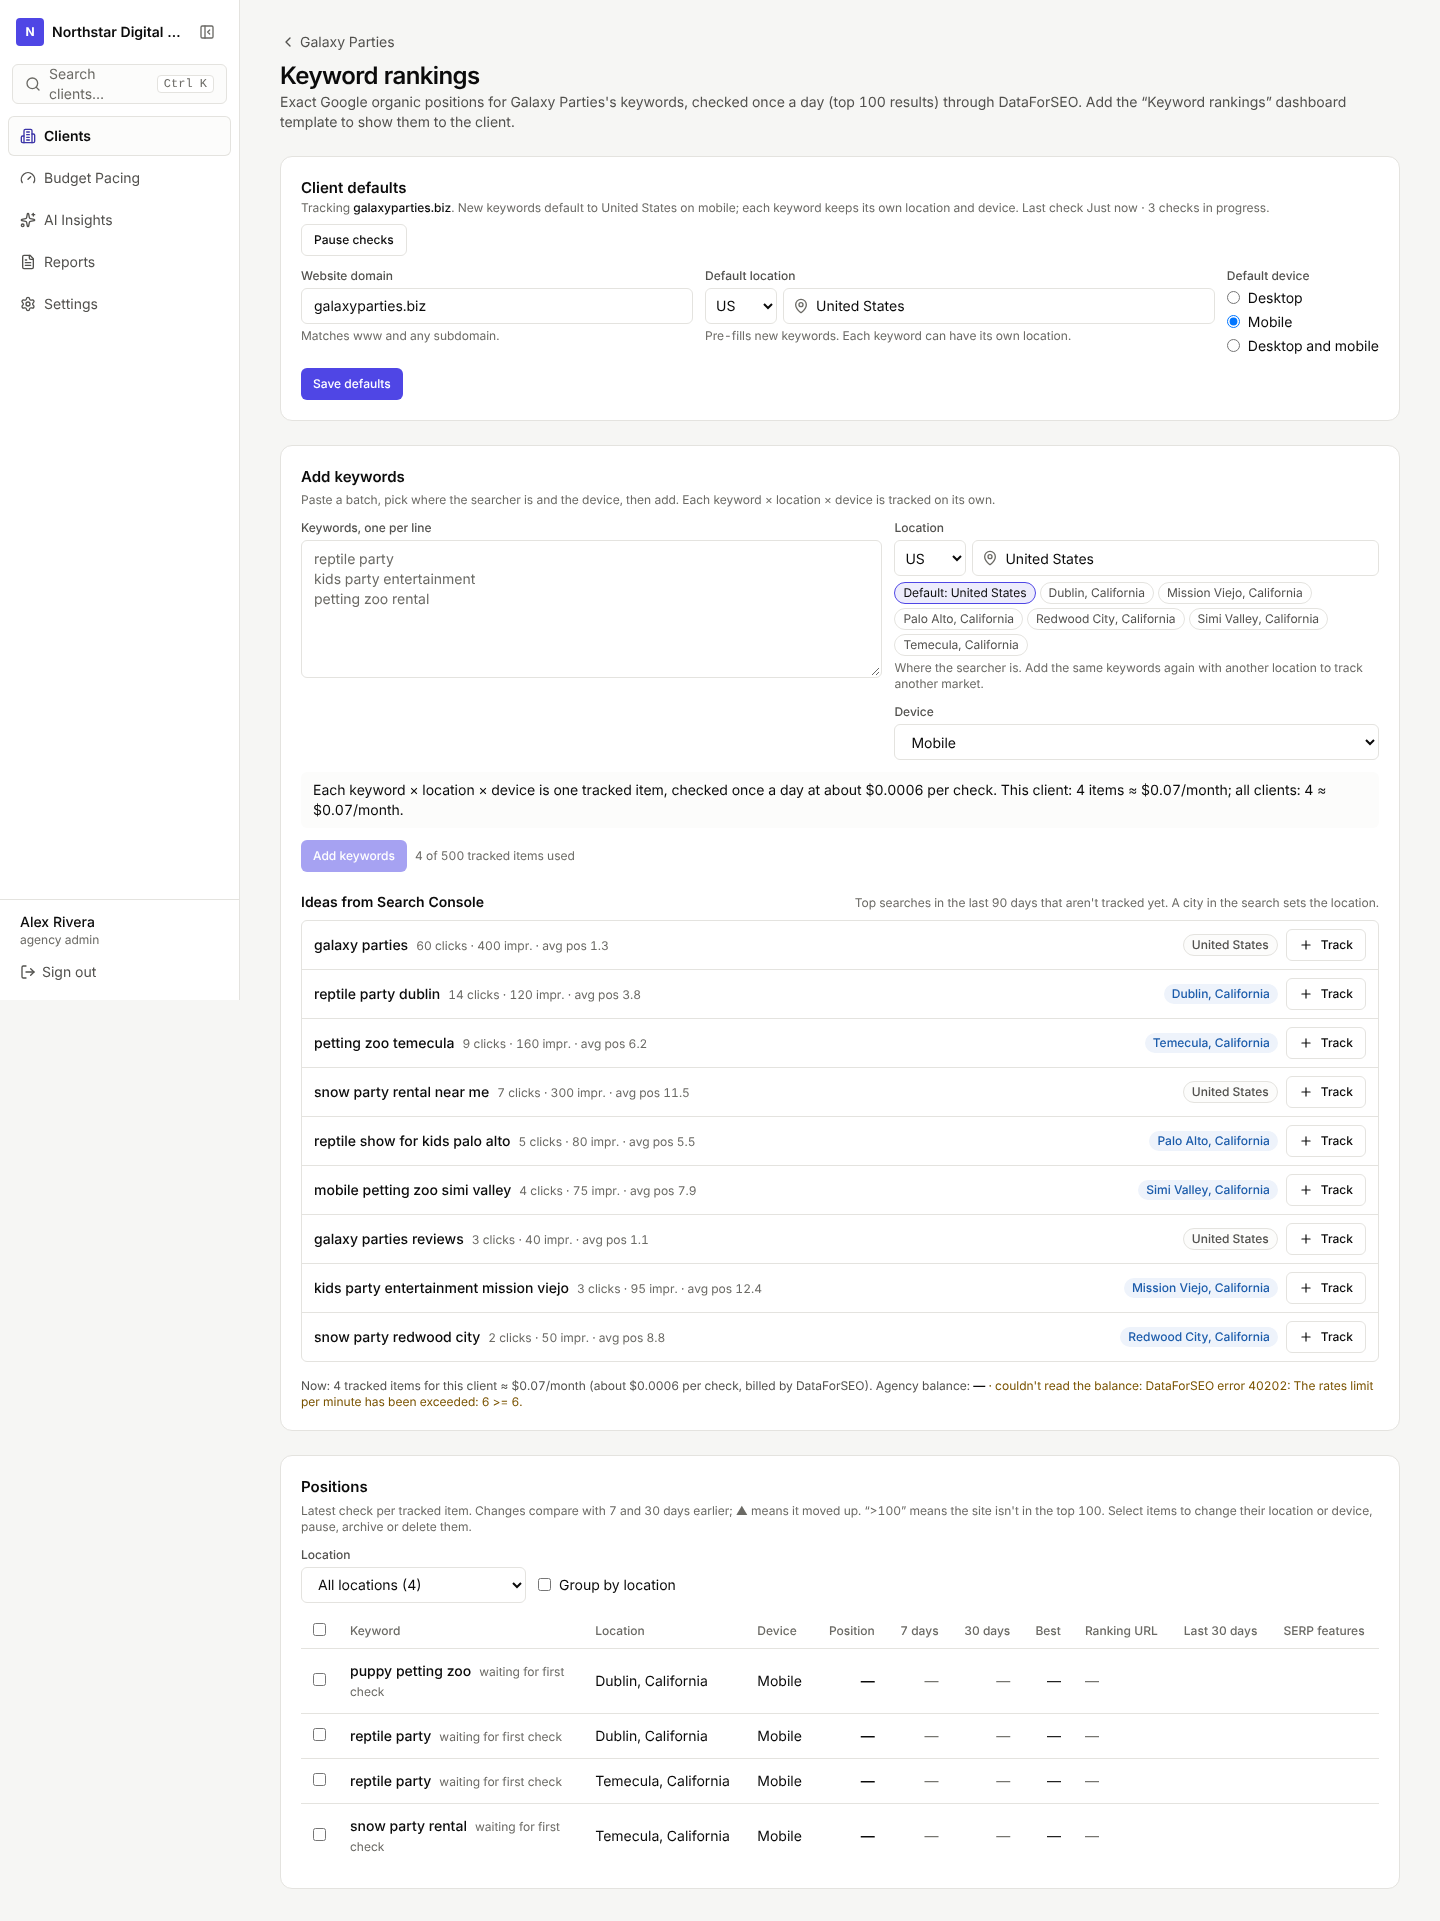 N Northstar Digital ...
Search clients... Ctrl K
Clients
Budget Pacing
AI Insights
Reports
Settings
Alex Rivera
agency admin
Sign out
Galaxy Parties
Keyword rankings
Exact Google organic positions for Galaxy Parties's keywords, checked once a day (top 100 results) through DataForSEO. Add the “Keyword rankings” dashboard
template to show them to the client.
Client defaults
Tracking galaxyparties.biz. New keywords default to United States on mobile; each keyword keeps its own location and device. Last check Just now · 3 checks in progress.
Pause checks
Website domain
galaxyparties.biz
Matches www and any subdomain.
Default location
US United States
Pre-fills new keywords. Each keyword can have its own location.
Default device
Desktop
Mobile
Desktop and mobile
Save defaults
Add keywords
Paste a batch, pick where the searcher is and the device, then add. Each keyword × location × device is tracked on its own.
Keywords, one per line
reptile party
kids party entertainment
petting zoo rental
Location
US United States
Default: United States Dublin, California Mission Viejo, California
Palo Alto, California Redwood City, California Simi Valley, California
Temecula, California
Where the searcher is. Add the same keywords again with another location to track
another market.
Device
Mobile
Each keyword × location × device is one tracked item, checked once a day at about $0.0006 per check. This client: 4 items ≈ $0.07/month; all clients: 4 ≈
$0.07/month.
Add keywords 4 of 500 tracked items used
Ideas from Search Console Top searches in the last 90 days that aren't tracked yet. A city in the search sets the location.
galaxy parties 60 clicks · 400 impr. · avg pos 1.3 United States + Track
reptile party dublin 14 clicks · 120 impr. · avg pos 3.8 Dublin, California + Track
petting zoo temecula 9 clicks · 160 impr. · avg pos 6.2 Temecula, California + Track
snow party rental near me 7 clicks · 300 impr. · avg pos 11.5 United States + Track
reptile show for kids palo alto 5 clicks · 80 impr. · avg pos 5.5 Palo Alto, California + Track
mobile petting zoo simi valley 4 clicks · 75 impr. · avg pos 7.9 Simi Valley, California + Track
galaxy parties reviews 3 clicks · 40 impr. · avg pos 1.1 United States + Track
kids party entertainment mission viejo 3 clicks · 95 impr. · avg pos 12.4 Mission Viejo, California + Track
snow party redwood city 2 clicks · 50 impr. · avg pos 8.8 Redwood City, California + Track
Now: 4 tracked items for this client ≈ $0.07/month (about $0.0006 per check, billed by DataForSEO). Agency balance: — · couldn't read the balance: DataForSEO error 40202: The rates limit
per minute has been exceeded: 6 >= 6.
Positions
Latest check per tracked item. Changes compare with 7 and 30 days earlier; ▲ means it moved up. “>100” means the site isn't in the top 100. Select items to change their location or device,
pause, archive or delete them.
Location
All locations (4) Group by location
Keyword Location Device Position 7 days 30 days Best Ranking URL Last 30 days SERP features
puppy petting zoo waiting for first
check Dublin, California Mobile — — — — —
reptile party waiting for first check Dublin, California Mobile — — — — —
reptile party waiting for first check Temecula, California Mobile — — — — —
snow party rental waiting for first
check Temecula, California Mobile — — — — —